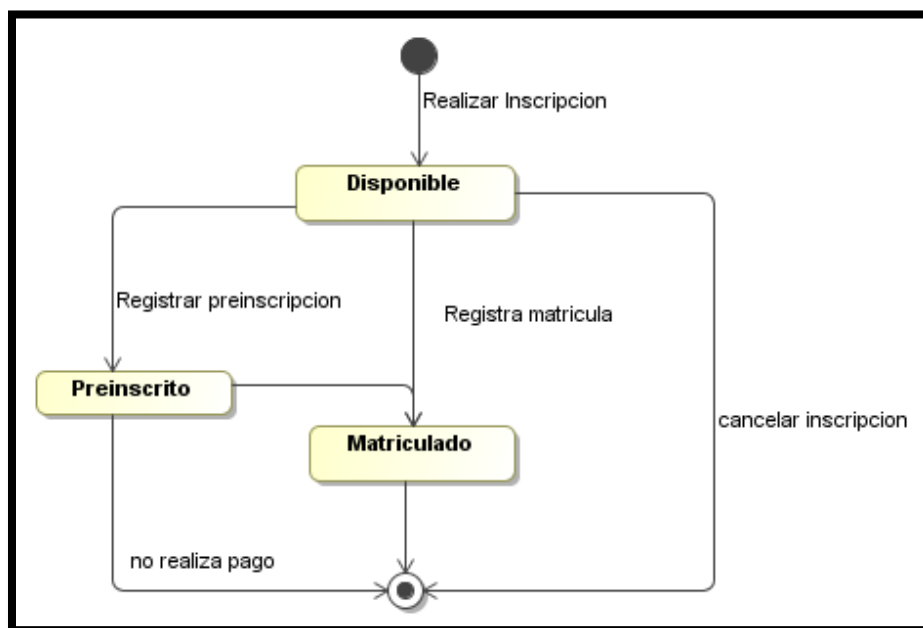 Realizar Inscripcion
Disponible
Registrar preinscripcion
Registra matricula
Preinscrito
cancelar inscripcion
Matriculado
no realiza pago